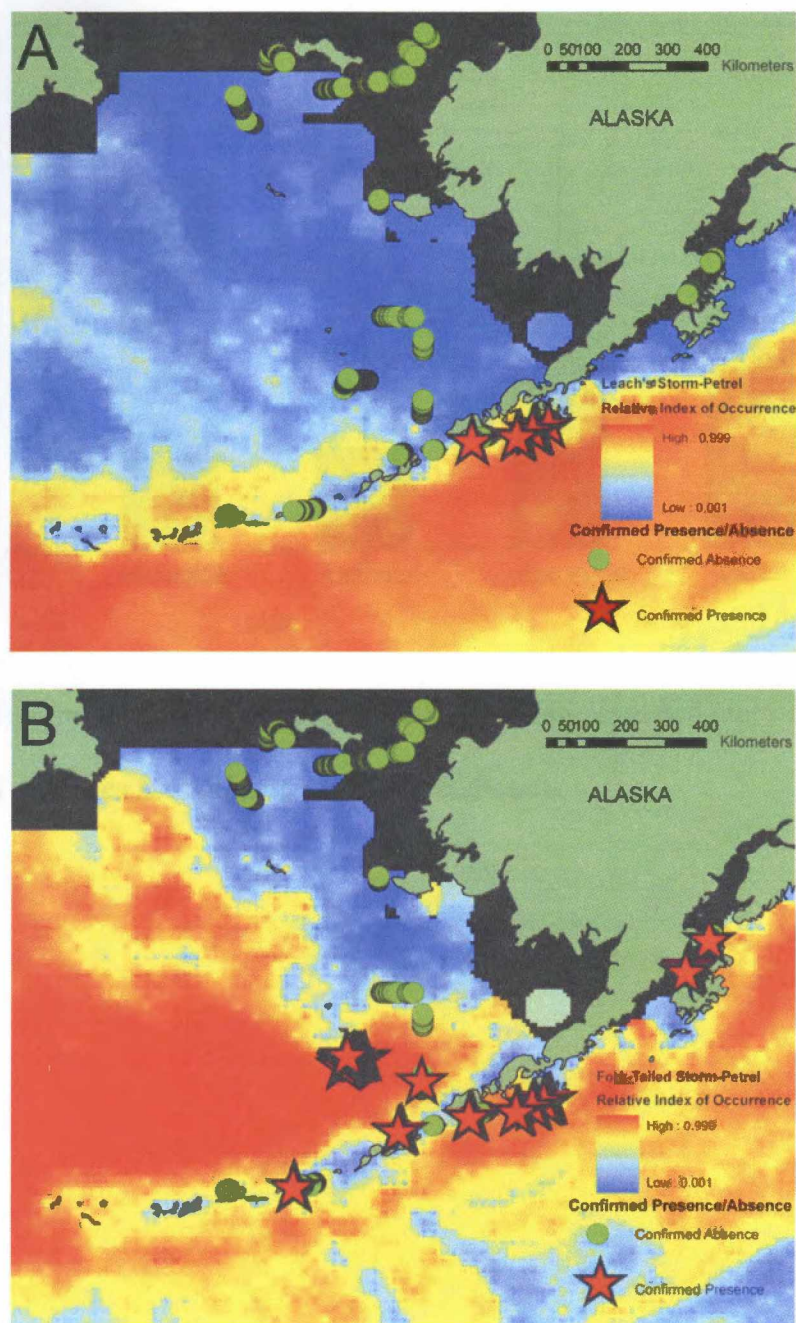 A
0 50100 200 300 400
Kilometers
ALASKA
Leach's Storm-Petrel
Relative Index of Occurrence
High : 0.999
Low : 0.001
Confirmed Presence/Absence
Confirmed Absence
Confirmed Presence
B
0 50100 200 300 400
Kilometers
ALASKA
Fork-Tailed Storm-Petrel
Relative Index of Occurrence
High : 0.998
Low : 0.001
Confirmed Presence/Absence
Confirmed Absence
Confirmed Presence